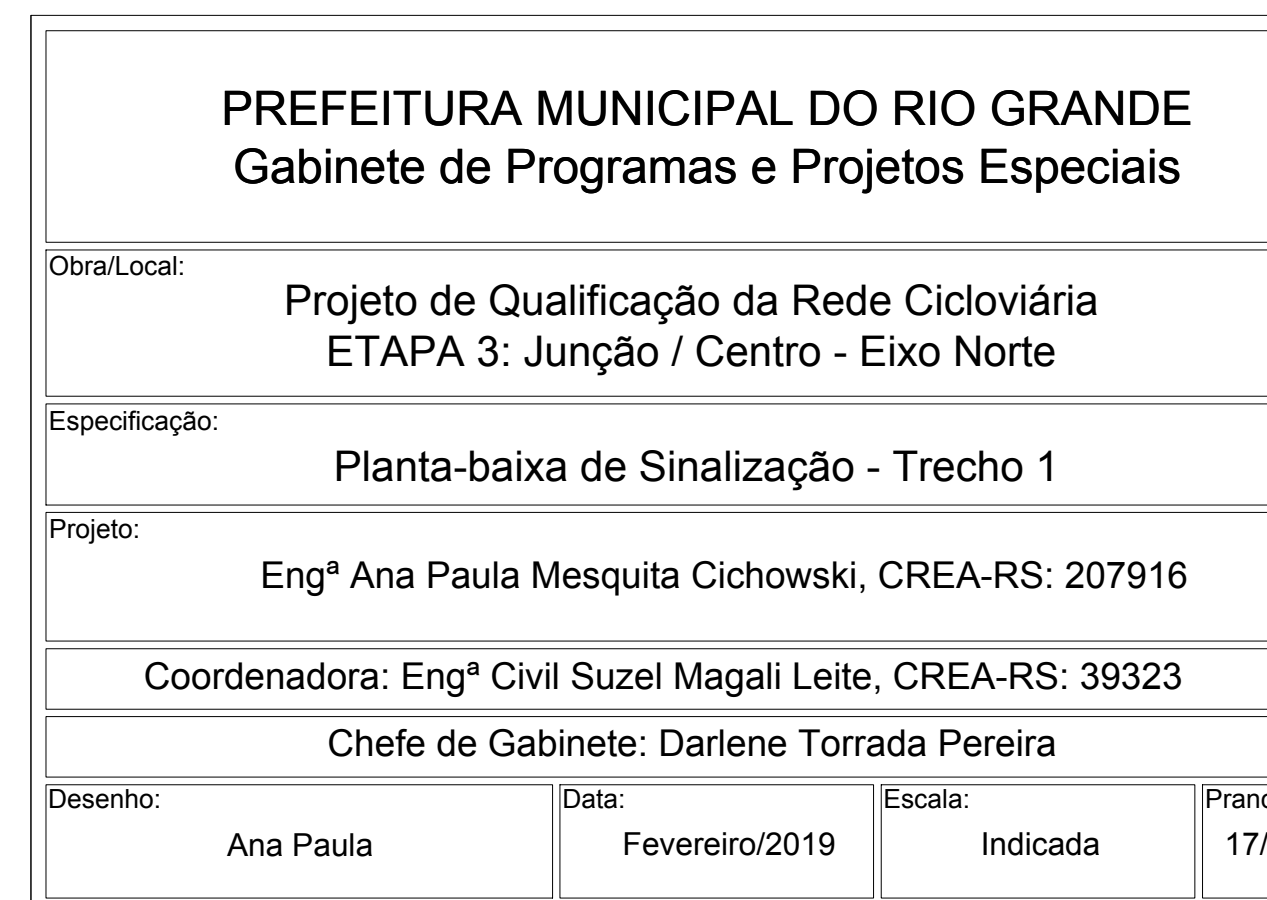 PREFEITURA MUNICIPAL DO RIO GRANDE
Gabinete de Programas e Projetos Especiais
Obra/Local:
Projeto de Qualificação da Rede Cicloviária
ETAPA 3: Junção / Centro - Eixo Norte
Especificação:
Planta-baixa de Sinalização - Trecho 1
Projeto:
Engª Ana Paula Mesquita Cichowski, CREA-RS: 207916
Coordenadora: Engª Civil Suzel Magali Leite, CREA-RS: 39323
Chefe de Gabinete: Darlene Torrada Pereira
Desenho:
Ana Paula
Data:
Fevereiro/2019
Escala:
Indicada
17/